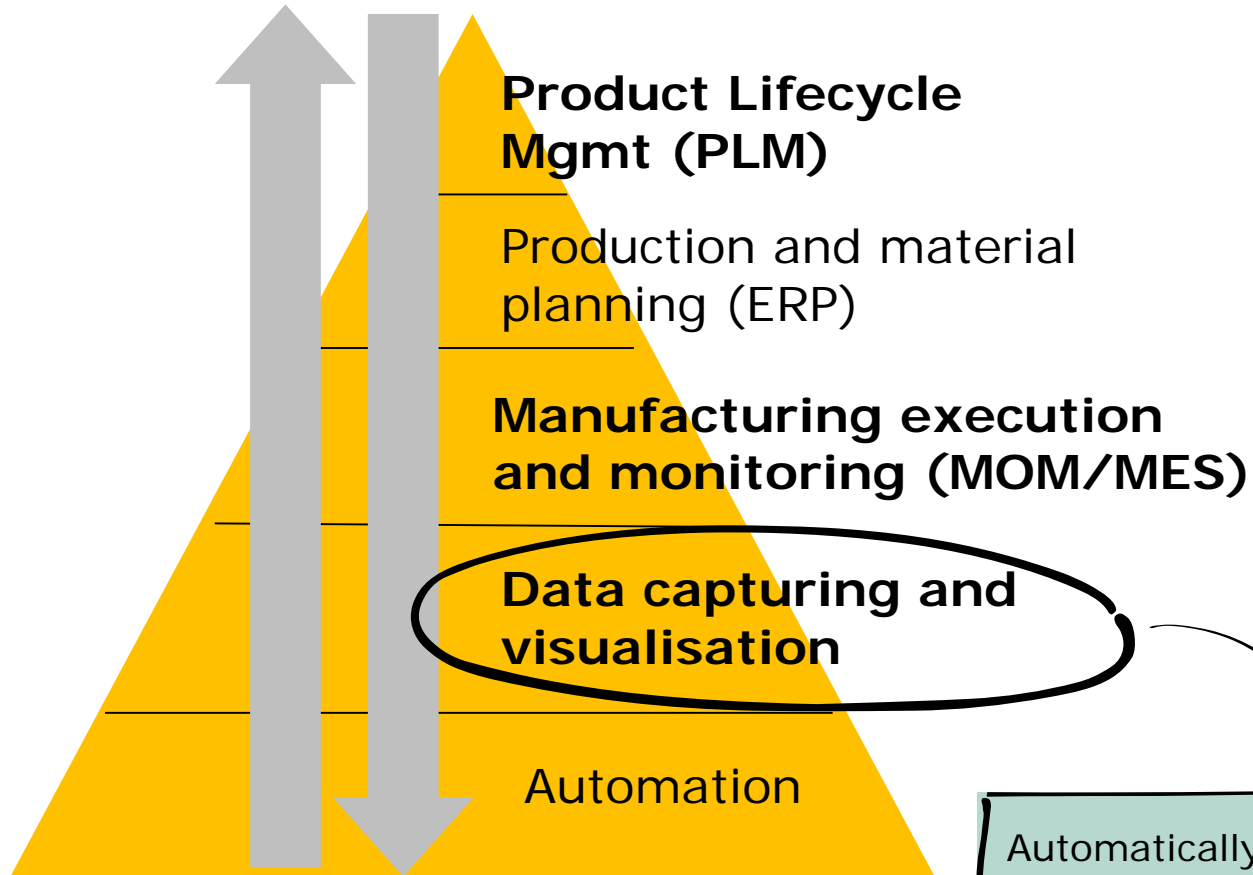 Product Lifecycle
Mgmt (PLM)
Production and material
planning (ERP)
Manufacturing execution
and monitoring (MOM/MES)
Data capturing and
visualisation
Automation
Automatically